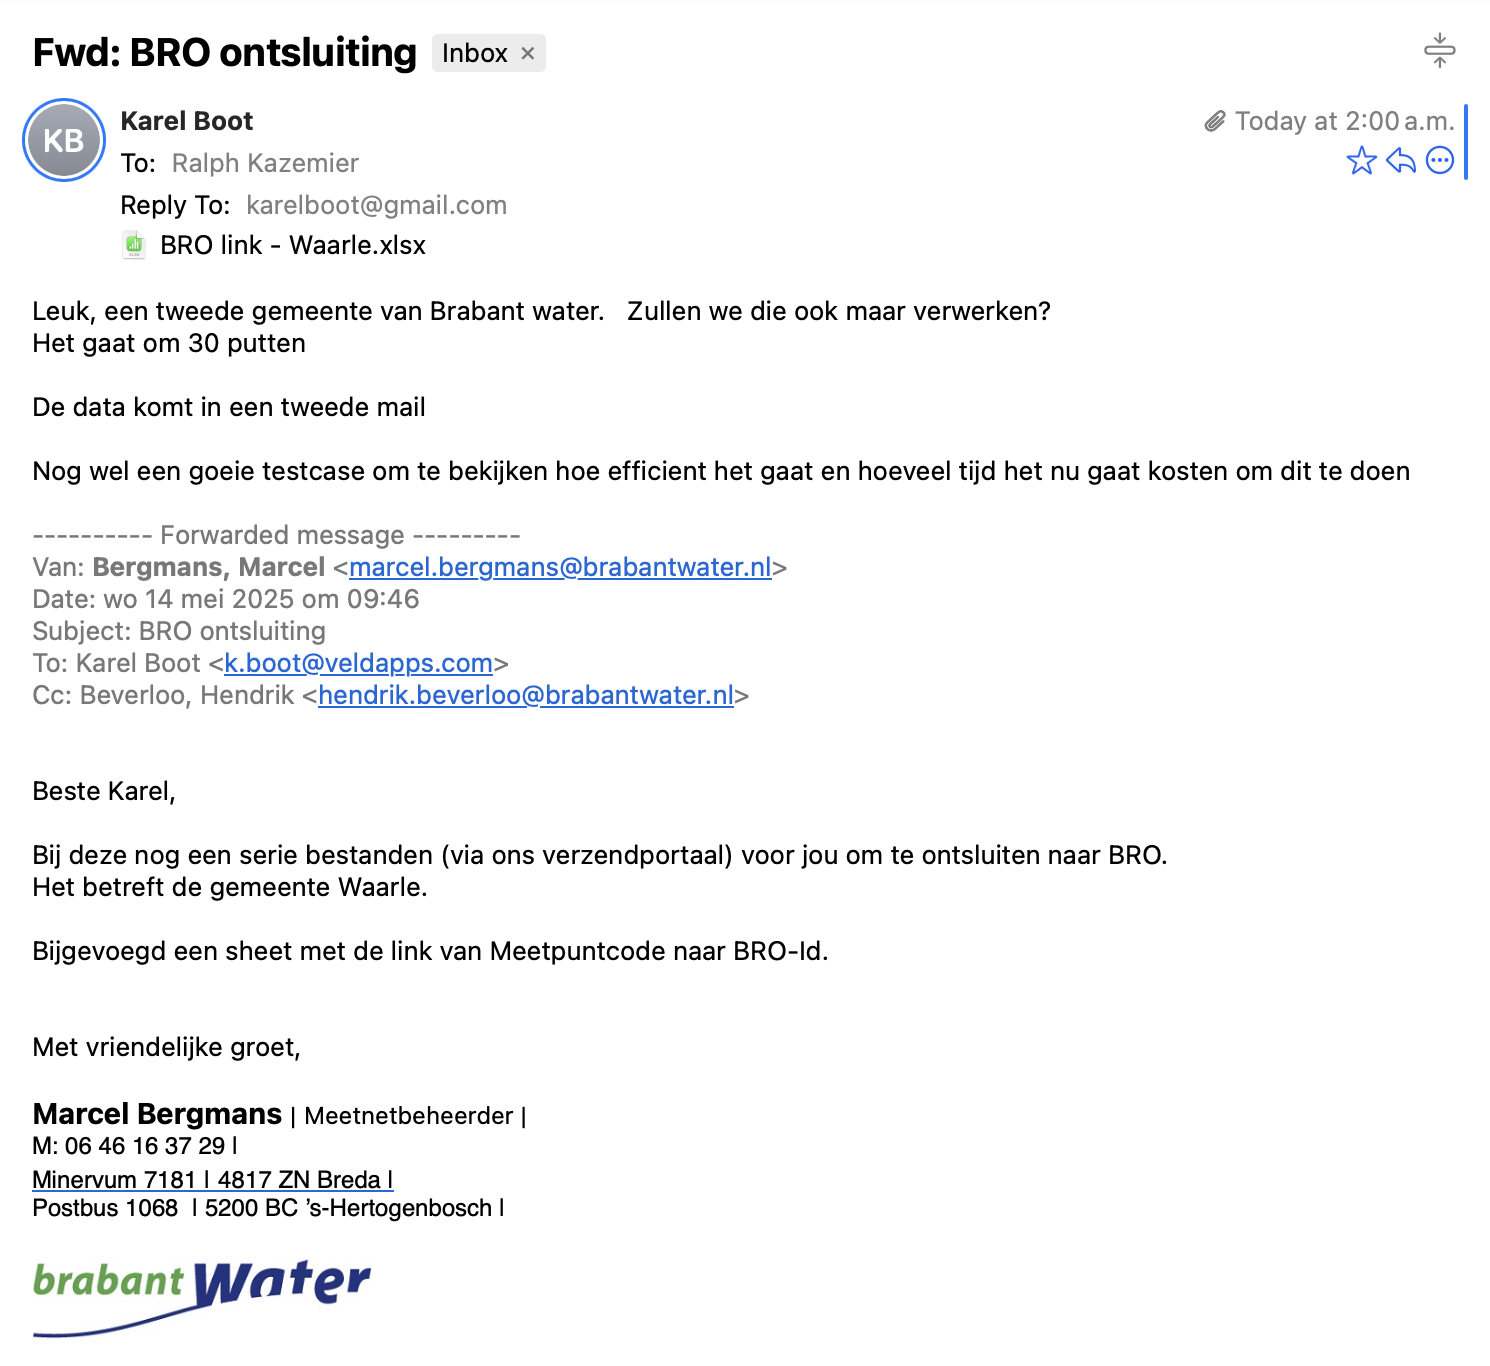 Fwd: BRO ontsluiting Inbox ×
KB
Karel Boot
Today at 2:00 a.m.
To: Ralph Kazemier
Reply To: karelboot@gmail.com
BRO link - Waarle.xlsx
Leuk, een tweede gemeente van Brabant water.   Zullen we die ook maar verwerken?
Het gaat om 30 putten
De data komt in een tweede mail
Nog wel een goeie testcase om te bekijken hoe efficient het gaat en hoeveel tijd het nu gaat kosten om dit te doen
---------- Forwarded message ---------
Van: Bergmans, Marcel <marcel.bergmans@brabantwater.nl>
Date: wo 14 mei 2025 om 09:46
Subject: BRO ontsluiting
To: Karel Boot <k.boot@veldapps.com>
Cc: Beverloo, Hendrik <hendrik.beverloo@brabantwater.nl>
Beste Karel,
Bij deze nog een serie bestanden (via ons verzendportaal) voor jou om te ontsluiten naar BRO.
Het betreft de gemeente Waarle.
Bijgevoegd een sheet met de link van Meetpuntcode naar BRO-Id.
Met vriendelijke groet,
Marcel Bergmans | Meetnetbeheerder |
M: 06 46 16 37 29 |
Minervum 7181 | 4817 ZN Breda |
Postbus 1068  | 5200 BC ’s-Hertogenbosch |
brabant Water